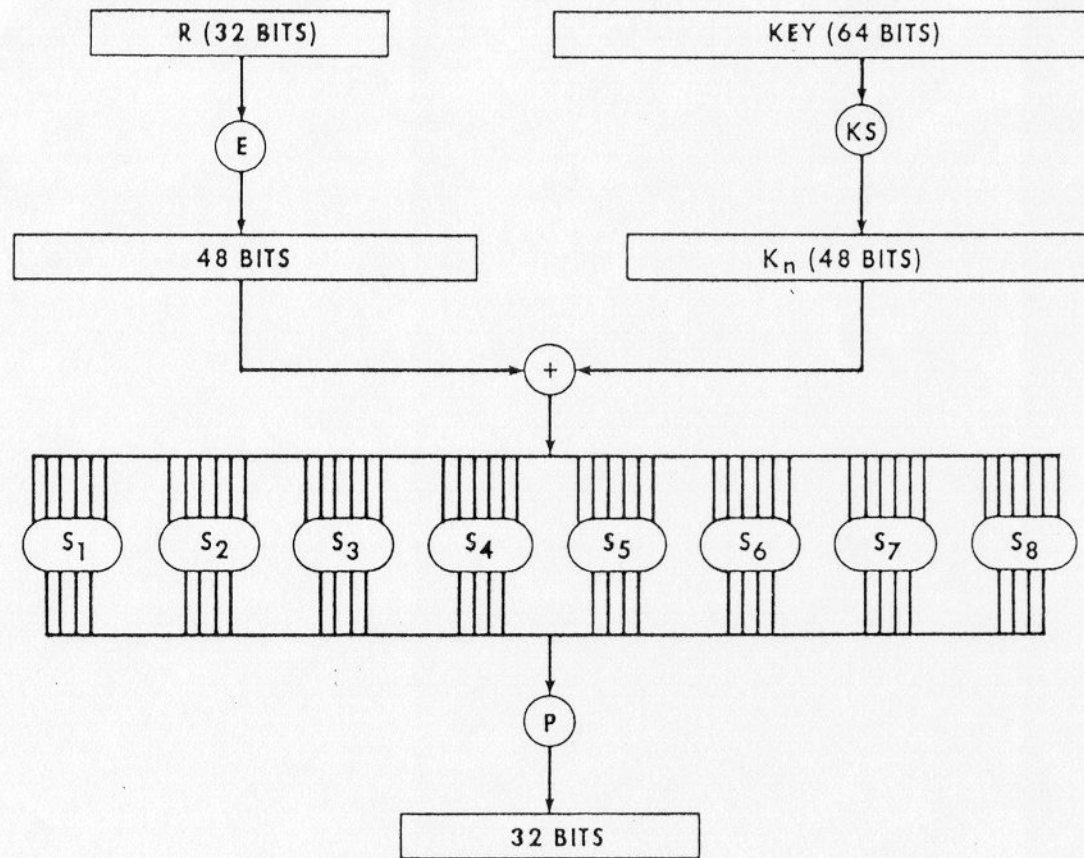 R (32 BITS)
KEY (64 BITS)
E
KS
48 BITS
Kn (48 BITS)
+
S1 S2 S3 S4 S5 S6 S7 S8
P
32 BITS